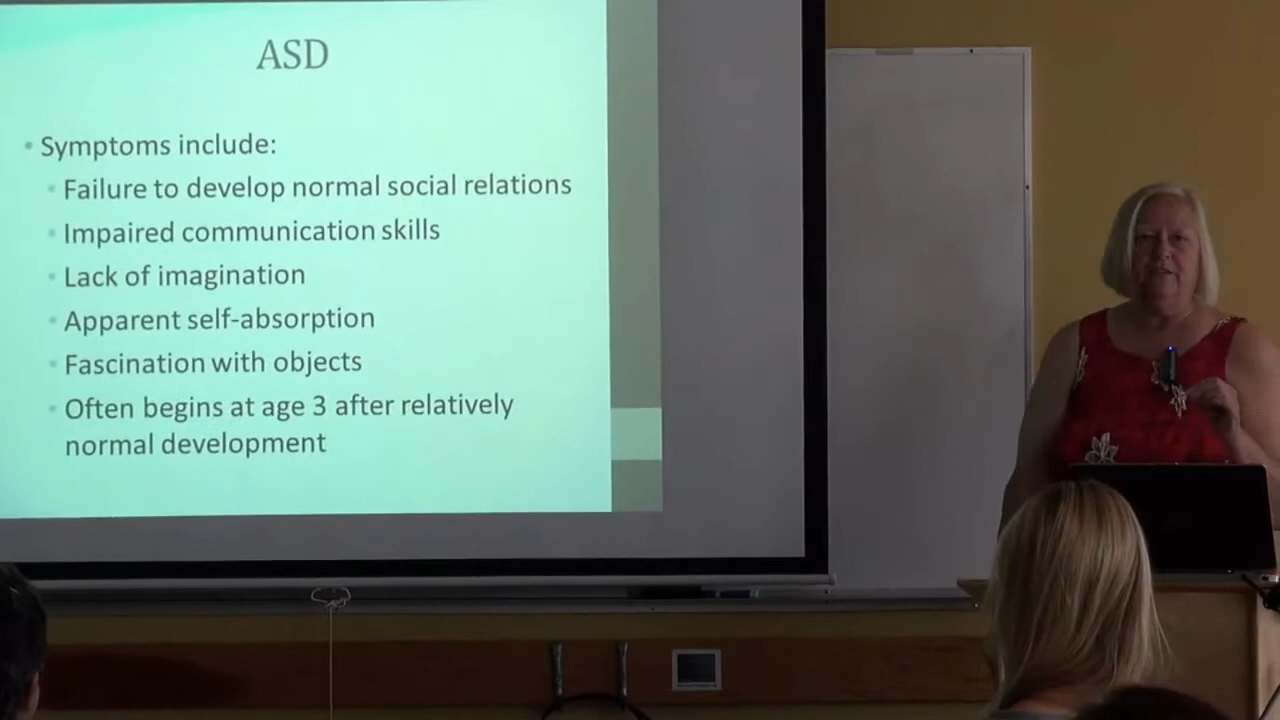 ASD
• Symptoms include:
• Failure to develop normal social relations
• Impaired communication skills
• Lack of imagination
• Apparent self-absorption
• Fascination with objects
• Often begins at age 3 after relatively
normal development